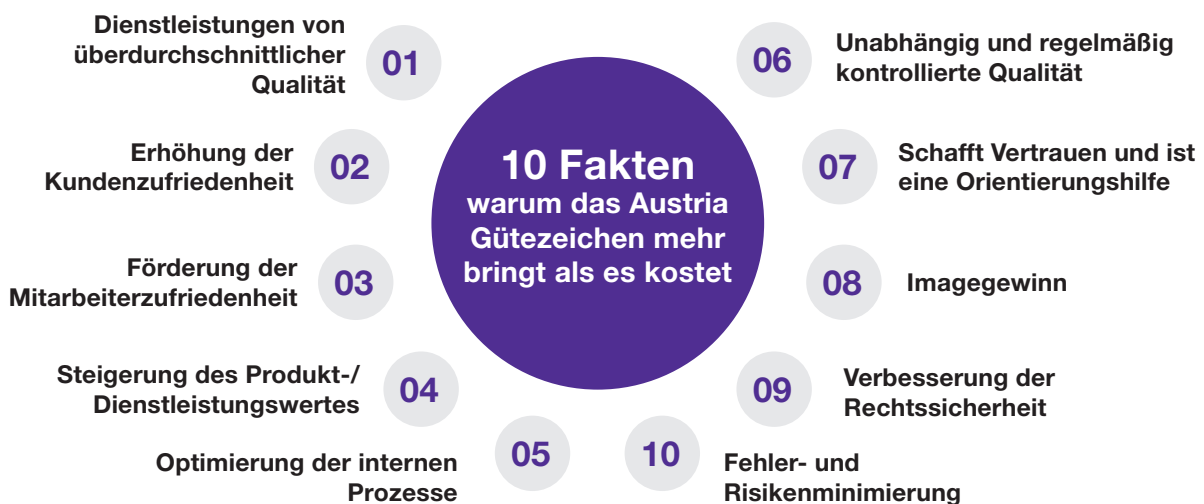 10 Fakten
warum das Austria
Gütezeichen mehr
bringt als es kostet
01
Dienstleistungen von
überdurchschnittlicher
Qualität
02
Erhöhung der
Kundenzufriedenheit
03
Förderung der
Mitarbeiterzufriedenheit
04
Steigerung des Produkt-/
Dienstleistungswertes
05
Optimierung der internen
Prozesse
06
Unabhängig und regelmäßig
kontrollierte Qualität
07
Schafft Vertrauen und ist
eine Orientierungshilfe
08
Imagegewinn
09
Verbesserung der
Rechtssicherheit
10
Fehler- und
Risikenminimierung